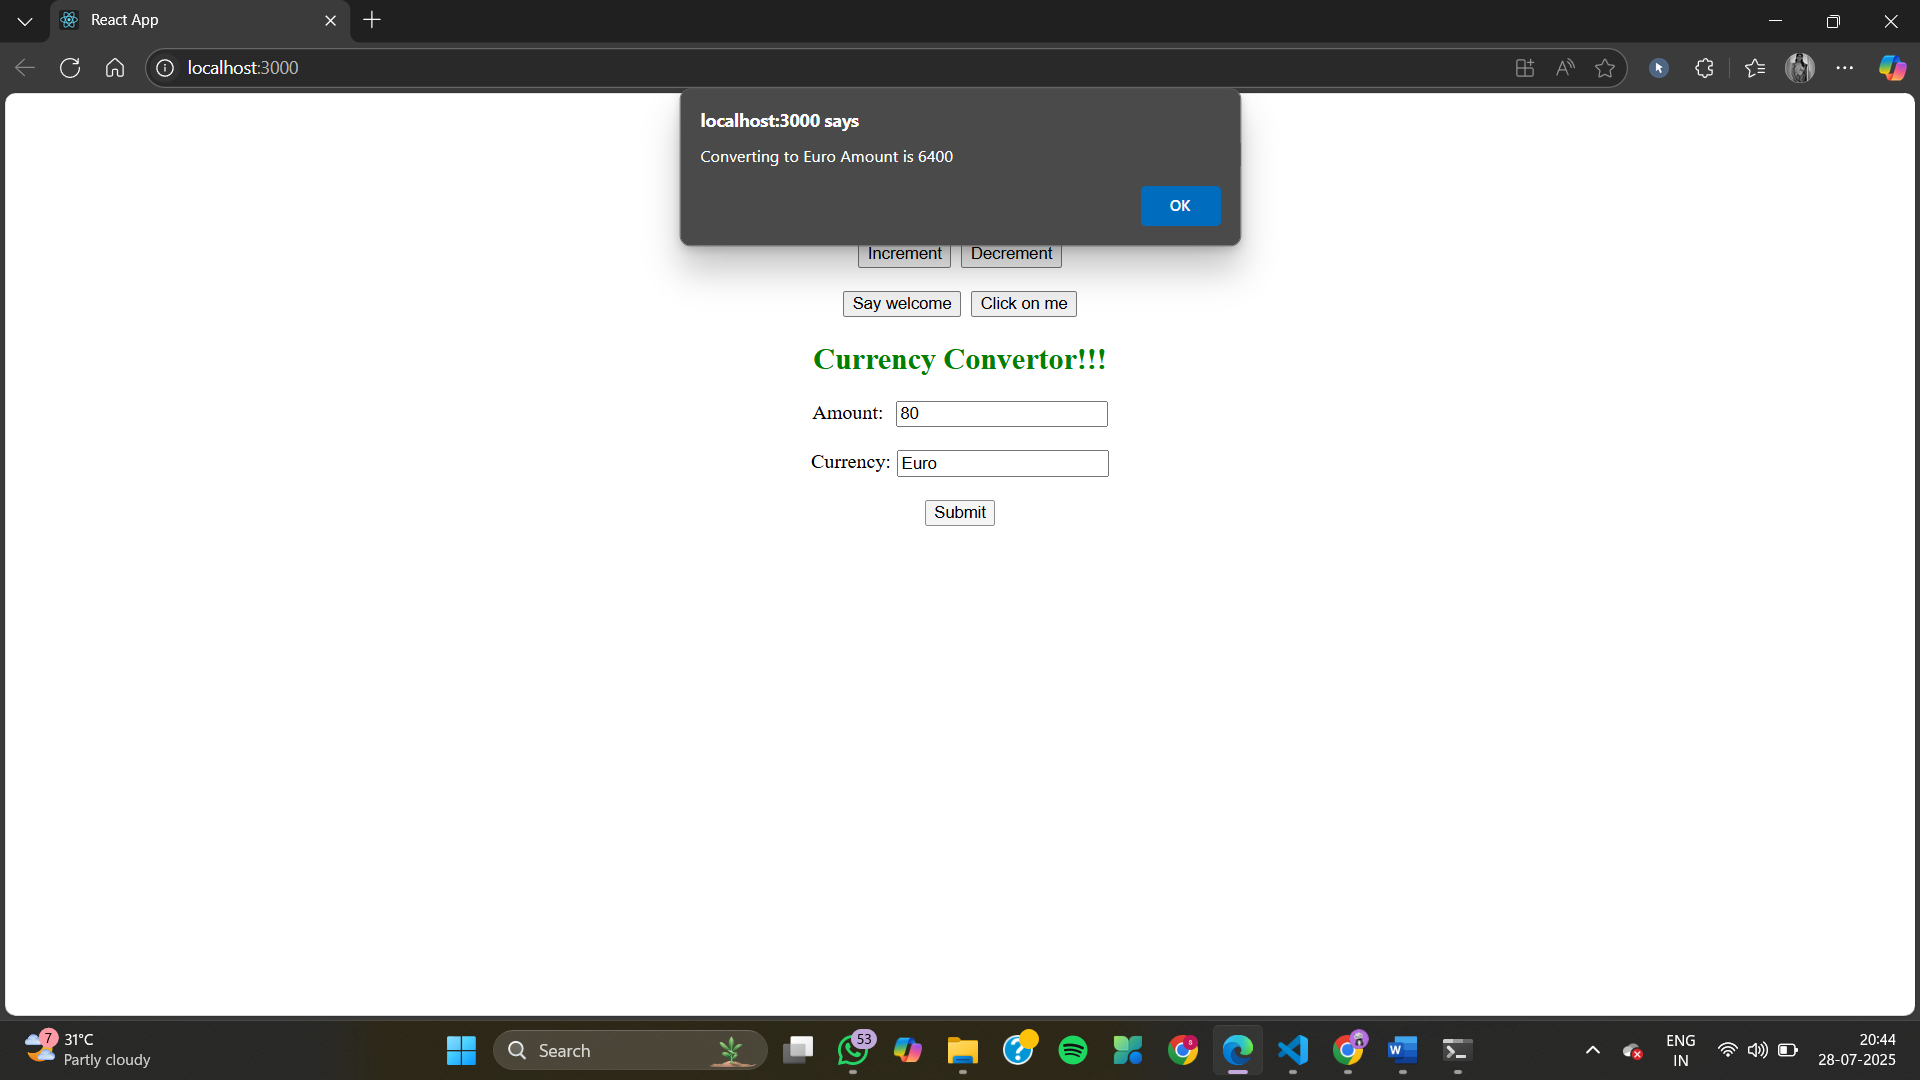 React App
localhost:3000
localhost:3000 says
Converting to Euro Amount is 6400
OK
Increment Decrement
Say welcome Click on me
Currency Convertor!!!
Amount: 80
Currency: Euro
Submit
7
31°C
Partly cloudy
Search
53
ENG
IN
20:44
28-07-2025